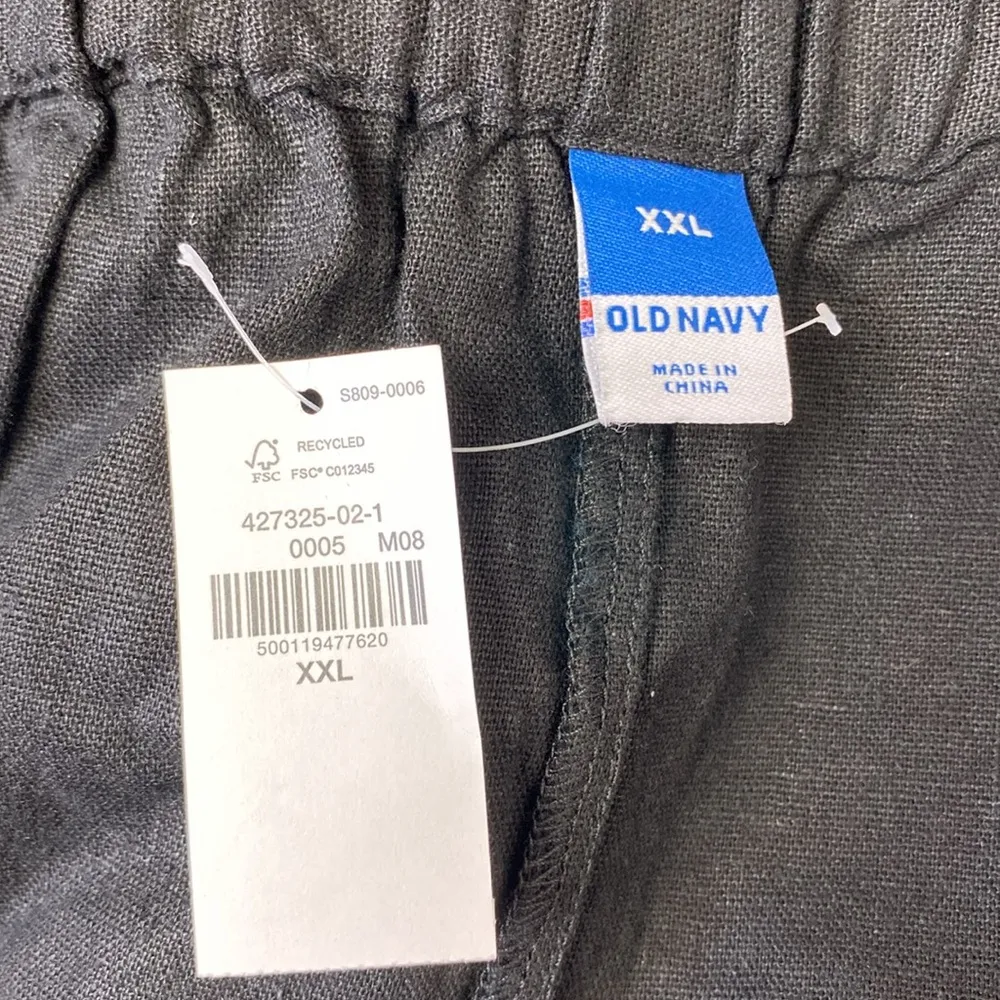 XXL
OLD NAVY
MADE IN
CHINA
S809-0006
RECYCLED
FSC FSC® C012345
427325-02-1
0005 M08
500119477620
XXL